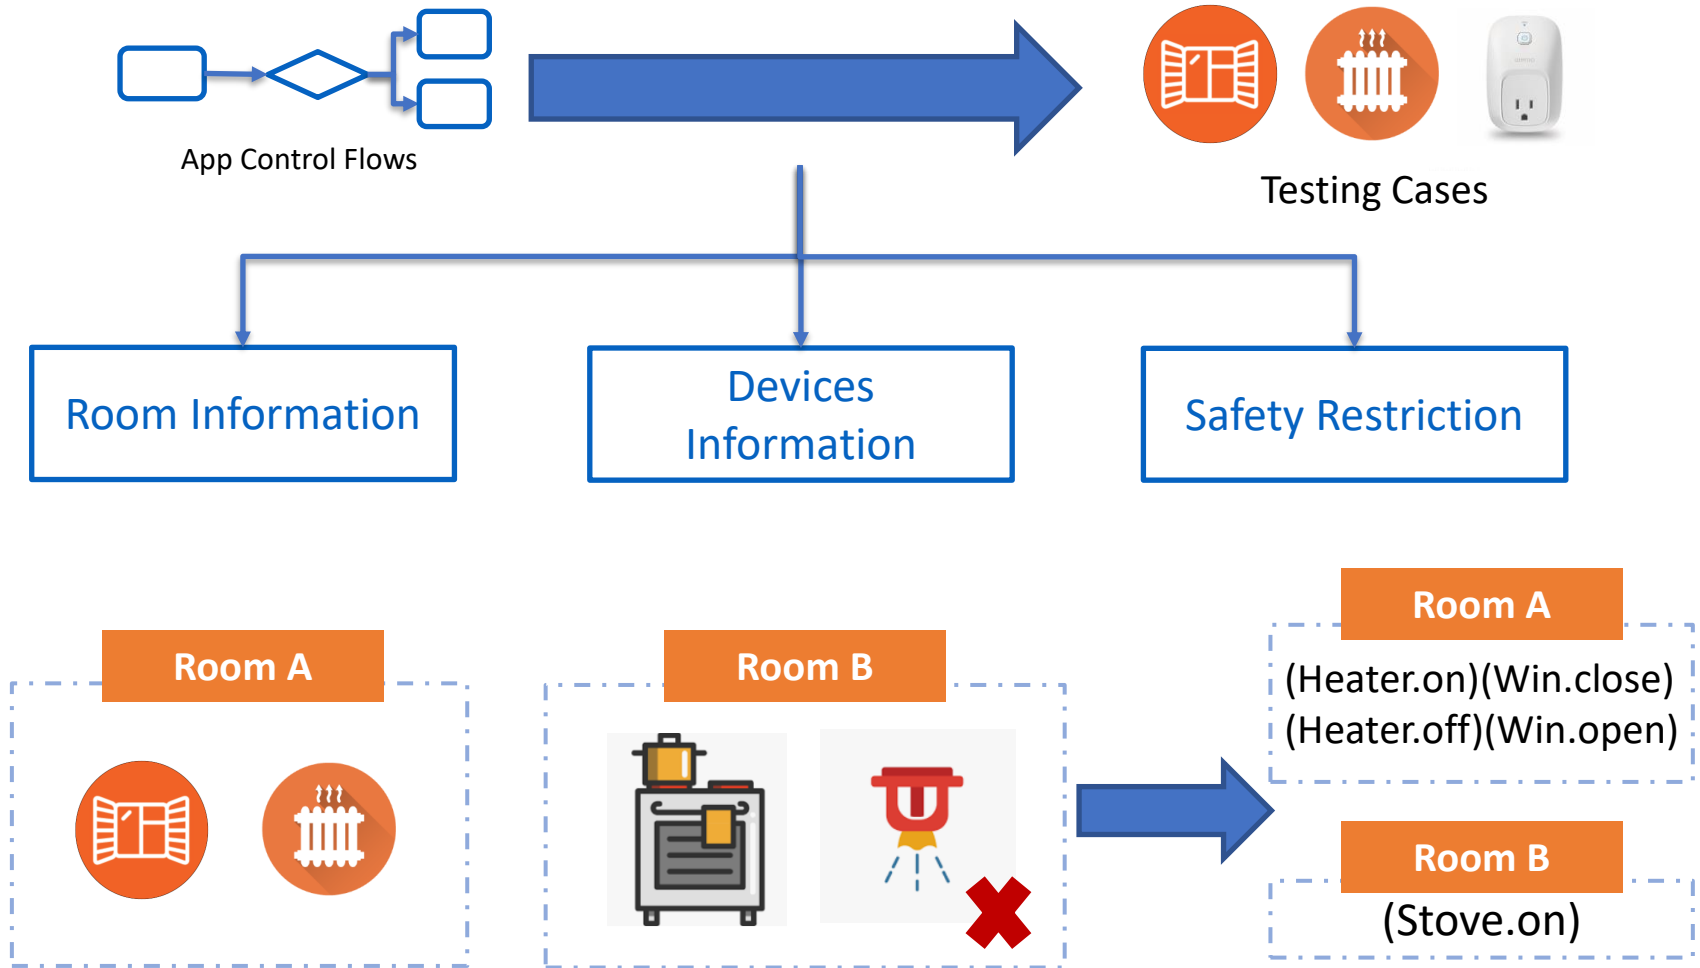 App Control Flows
Testing Cases
Room Information
Devices
Information
Safety Restriction
Room A
Room B
Room A
(Heater.on)(Win.close)
(Heater.off)(Win.open)
Room B
(Stove.on)